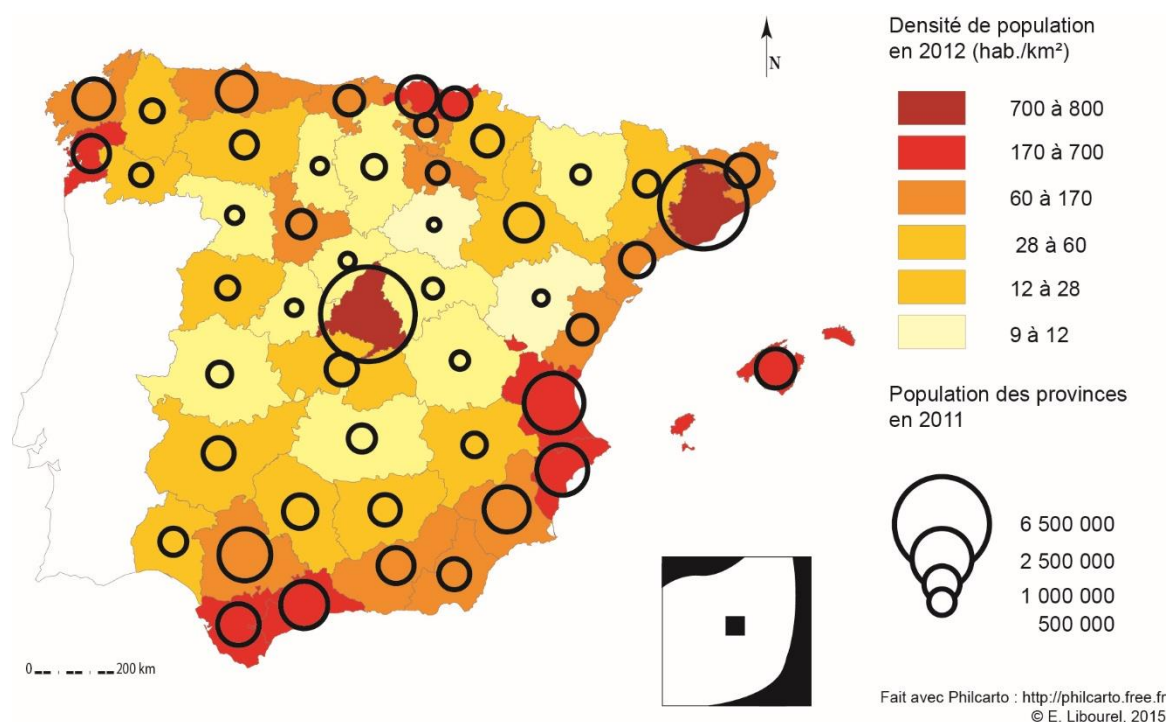 Densité de population
en 2012 (hab./km²)
N
700 à 800
170 à 700
60 à 170
28 à 60
12 à 28
9 à 12
Population des provinces
en 2011
6 500 000
2 500 000
1 000 000
500 000
0 200 km
Fait avec Philcarto : http://philcarto.free.fr
© E. Libourel, 2015